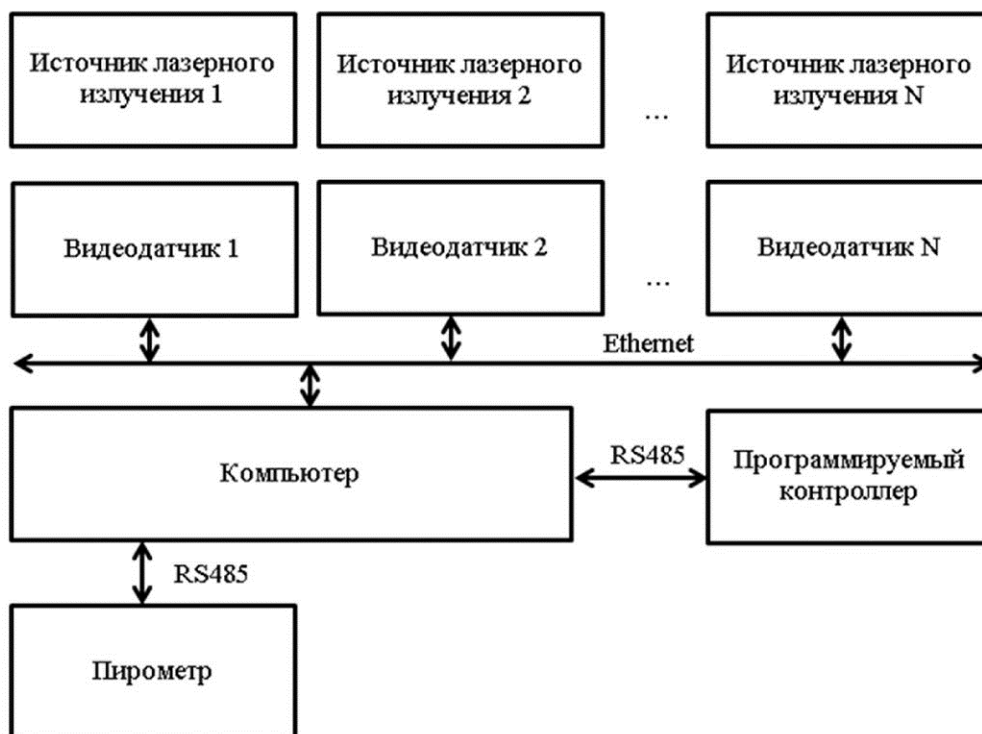 Источник лазерного
излучения 1
Источник лазерного
излучения 2
...
Источник лазерного
излучения N
Видеодатчик 1
Видеодатчик 2
...
Видеодатчик N
Ethernet
Компьютер
RS485
Программируемый
контроллер
RS485
Пирометр